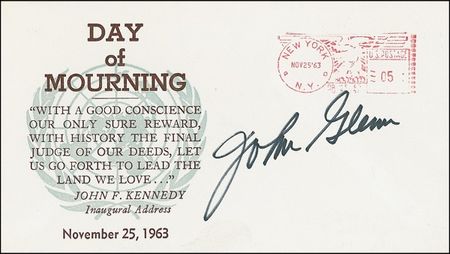 DAY
of
MOURNING
“WITH A GOOD CONSCIENCE
OUR ONLY SURE REWARD,
WITH HISTORY THE FINAL
JUDGE OF OUR DEEDS, LET
US GO FORTH TO LEAD THE
LAND WE LOVE...”
JOHN F. KENNEDY
Inaugural Address
November 25, 1963
NEW YORK
NOV25'63
N.Y.
U.S. POSTAGE
05
John Glenn